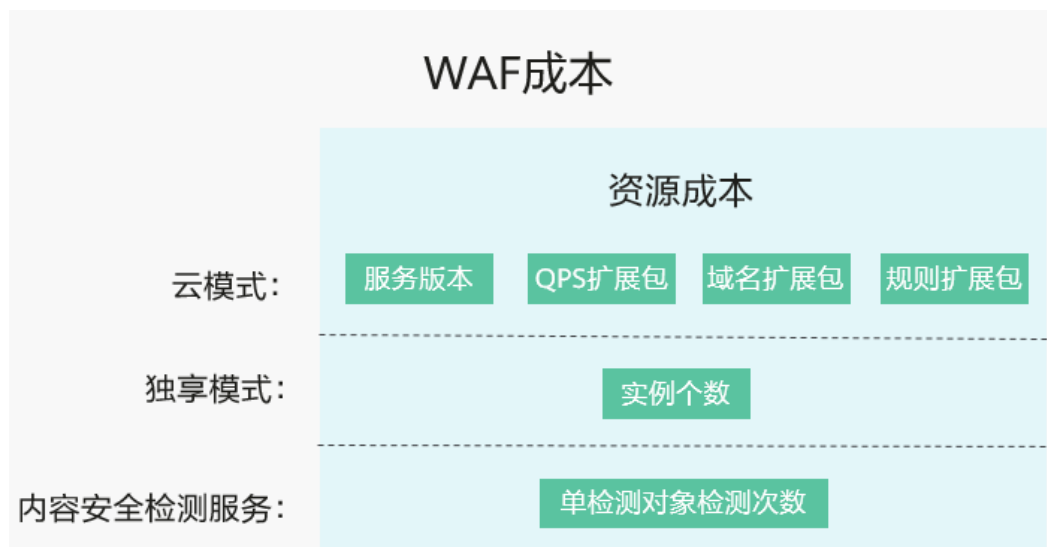 WAF成本
资源成本
云模式： 服务版本 QPS扩展包 域名扩展包 规则扩展包
独享模式： 实例个数
内容安全检测服务： 单检测对象检测次数